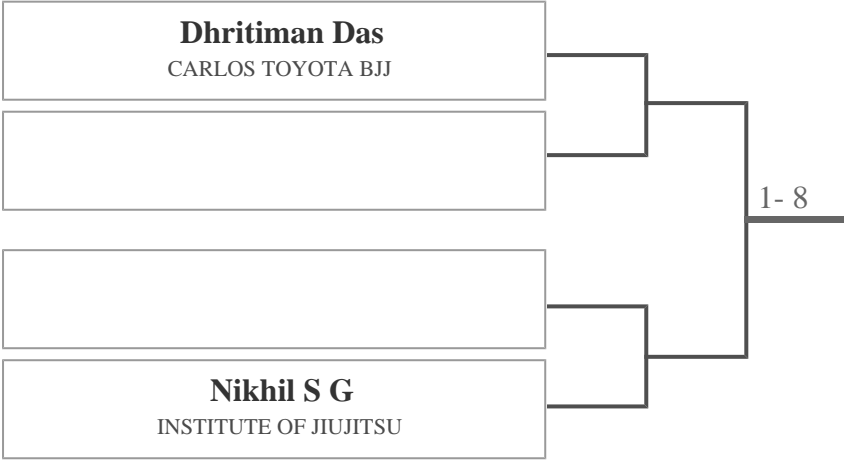 Dhritiman Das
CARLOS TOYOTA BJJ
1- 8
Nikhil S G
INSTITUTE OF JIUJITSU